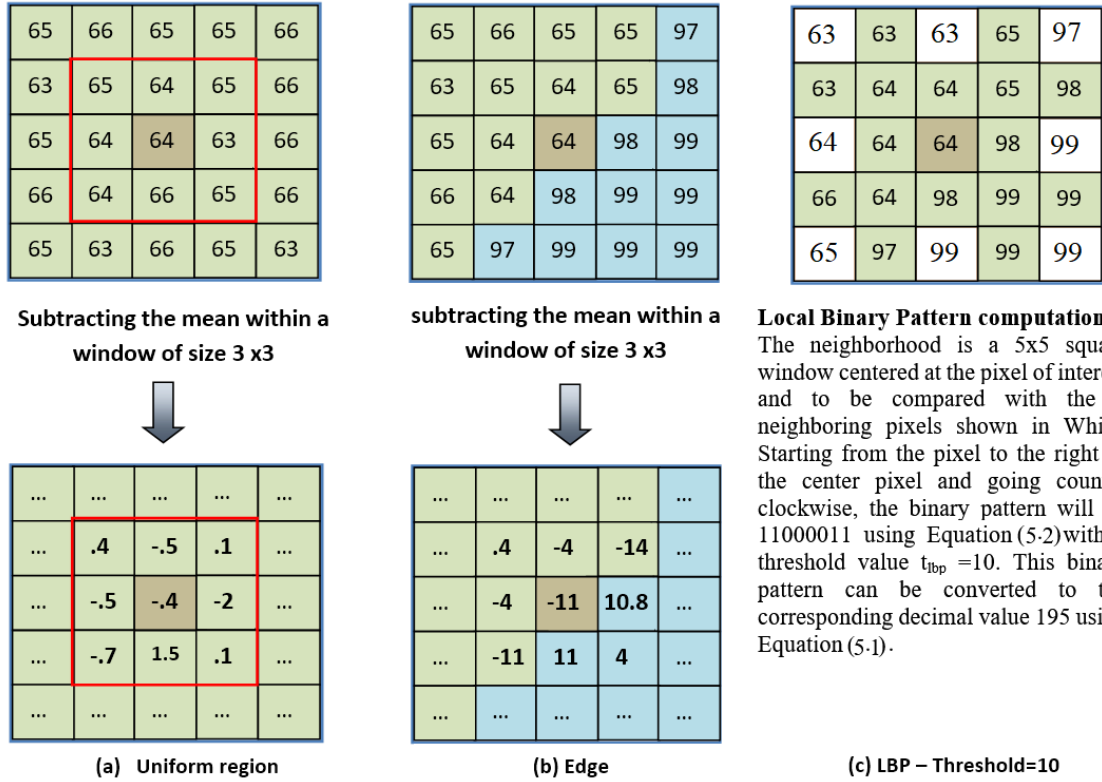 65 66 65 65 66
63 65 64 65 66
65 64 64 63 66
66 64 66 65 66
65 63 66 65 63
Subtracting the mean within a
window of size 3 x3
... ... ... ... ...
... .4 -.5 .1 ...
... -.5 -.4 -2 ...
... -.7 1.5 .1 ...
... ... ... ... ...
(a) Uniform region
65 66 65 65 97
63 65 64 65 98
65 64 64 98 99
66 64 98 99 99
65 97 99 99 99
subtracting the mean within a
window of size 3 x3
... ... ... ... ...
... .4 -4 -14 ...
... -4 -11 10.8 ...
... -11 11 4 ...
... ... ... ... ...
(b) Edge
63 63 63 65 97
63 64 64 65 98
64 64 64 98 99
66 64 98 99 99
65 97 99 99 99
Local Binary Pattern computation
The neighborhood is a 5x5 squa
window centered at the pixel of intere
and to be compared with the
neighboring pixels shown in Whi
Starting from the pixel to the right
the center pixel and going coun
clockwise, the binary pattern will
11000011 using Equation (5.2)with
threshold value tlbp =10. This bina
pattern can be converted to t
corresponding decimal value 195 usin
Equation (5.1).
(c) LBP – Threshold=10